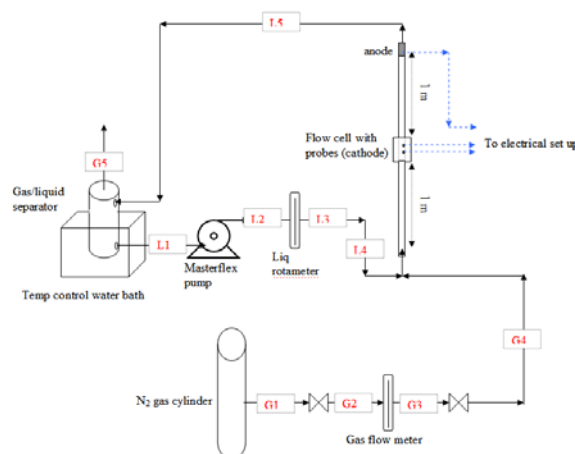 L5
anode
1 m
Flow cell with
probes (cathode)
To electrical set up
1 m
G5
Gas/liquid
separator
L1
L2
L3
L4
Masterflex
pump
Liq
rotameter
Temp control water bath
G4
N2 gas cylinder
G1
G2
G3
Gas flow meter